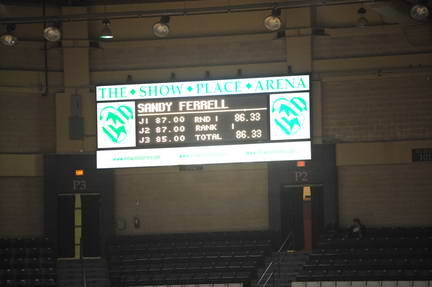 THE ◆ SHOW ◆ PLACE ◆ ARENA
SANDY FERRELL
J1 87.00 RND 1 86.33
J2 87.00 RANK 1
J3 85.00 TOTAL 86.33
P3
P2